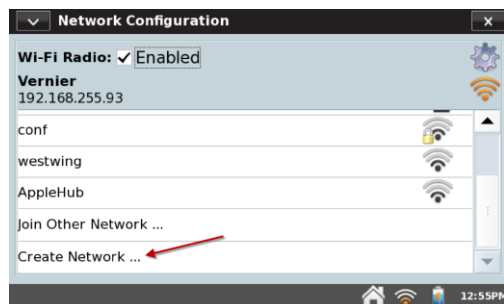 Network Configuration
Wi-Fi Radio: Enabled
Vernier
192.168.255.93
conf
westwing
AppleHub
Join Other Network ...
Create Network ...
12:55PM